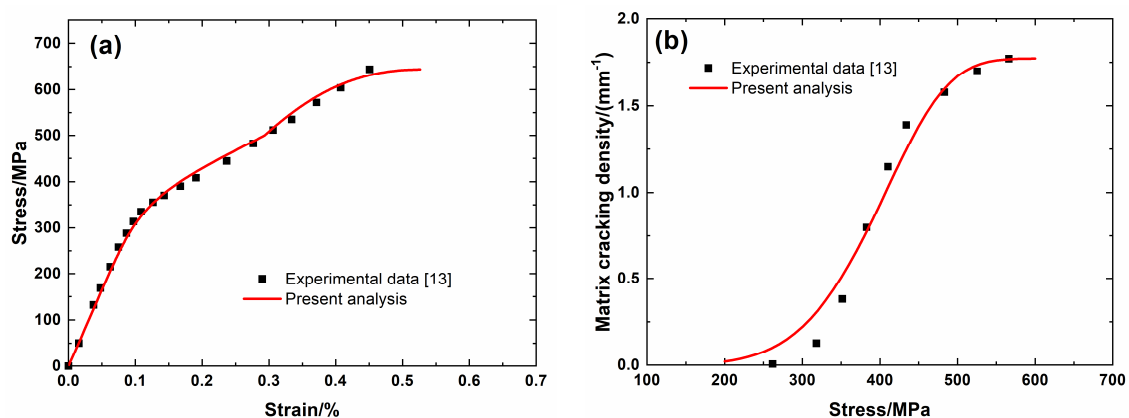 (a)
Stress/MPa
700
600
500
400
300
200
100
0
Experimental data [13]
Present analysis
0.0 0.1 0.2 0.3 0.4 0.5 0.6 0.7
Strain/%
(b)
Matrix cracking density/(mm⁻¹)
2.0
1.5
1.0
0.5
0.0
Experimental data [13]
Present analysis
100 200 300 400 500 600 700
Stress/MPa